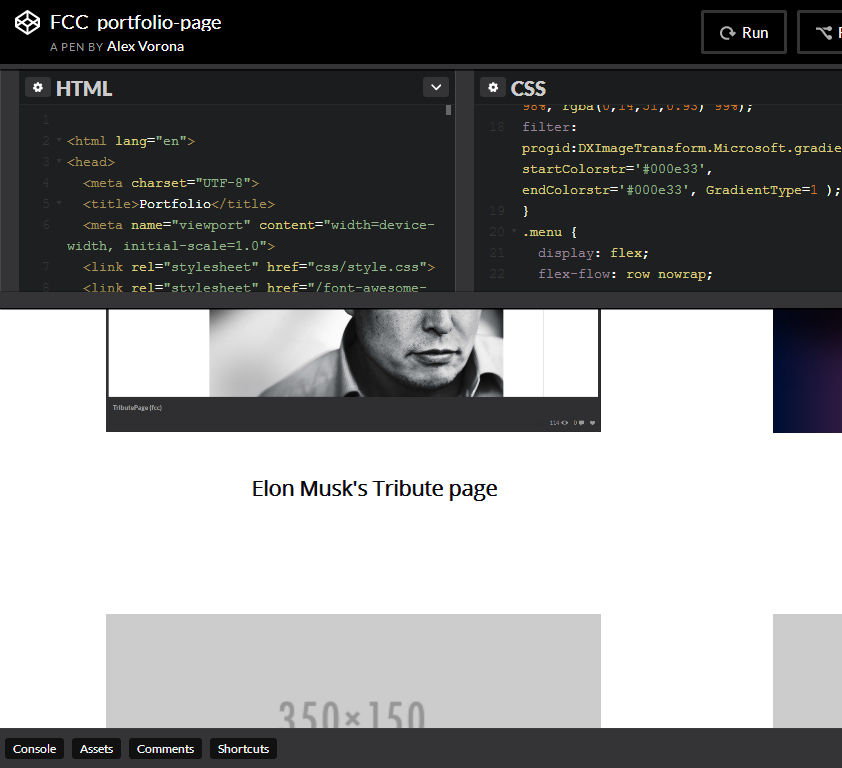 FCC portfolio-page
A PEN BY Alex Vorona
Run
HTML
1
2 <html lang="en">
3 <head>
4 <meta charset="UTF-8">
5 <title>Portfolio</title>
6 <meta name="viewport" content="width=device-
width, initial-scale=1.0">
7 <link rel="stylesheet" href="css/style.css">
8 <link rel="stylesheet" href="/font-awesome-
CSS
98%, rgba(0,14,51,0.93) 99%);
18 filter:
progid:DXImageTransform.Microsoft.gradie
startColorstr='#000e33',
endColorstr='#000e33', GradientType=1 );
19 }
20 .menu {
21 display: flex;
22 flex-flow: row nowrap;
TributePage (fcc)
114 0
Elon Musk's Tribute page
350×150
Console Assets Comments Shortcuts